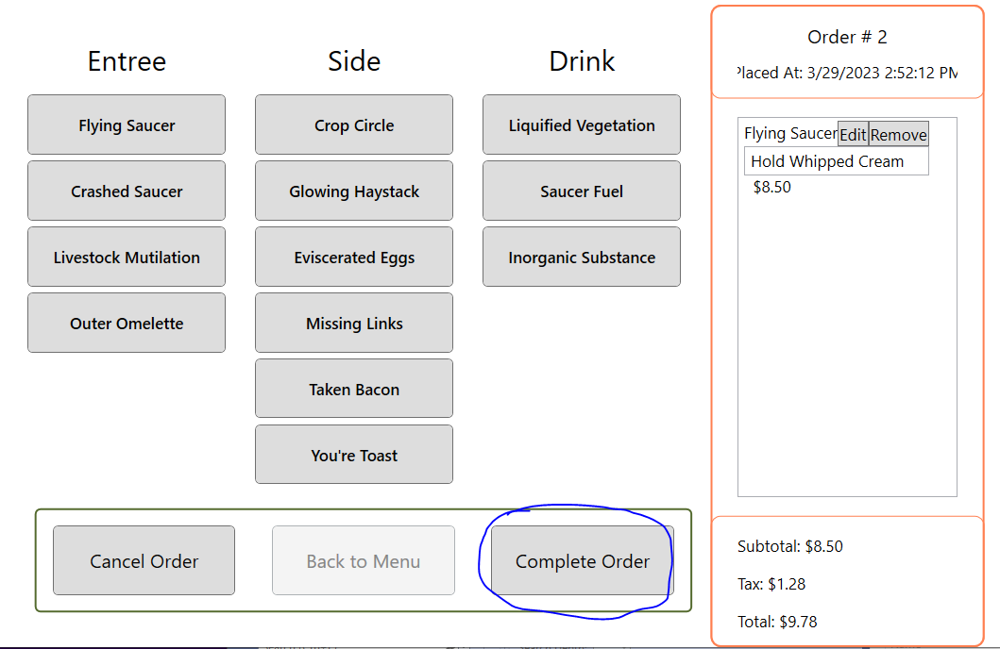 Entree
Flying Saucer
Crashed Saucer
Livestock Mutilation
Outer Omelette
Side
Crop Circle
Glowing Haystack
Eviscerated Eggs
Missing Links
Taken Bacon
You're Toast
Drink
Liquified Vegetation
Saucer Fuel
Inorganic Substance
Cancel Order
Back to Menu
Complete Order
Order # 2
Placed At: 3/29/2023 2:52:12 PM
Flying Saucer Edit Remove
Hold Whipped Cream
$8.50
Subtotal: $8.50
Tax: $1.28
Total: $9.78